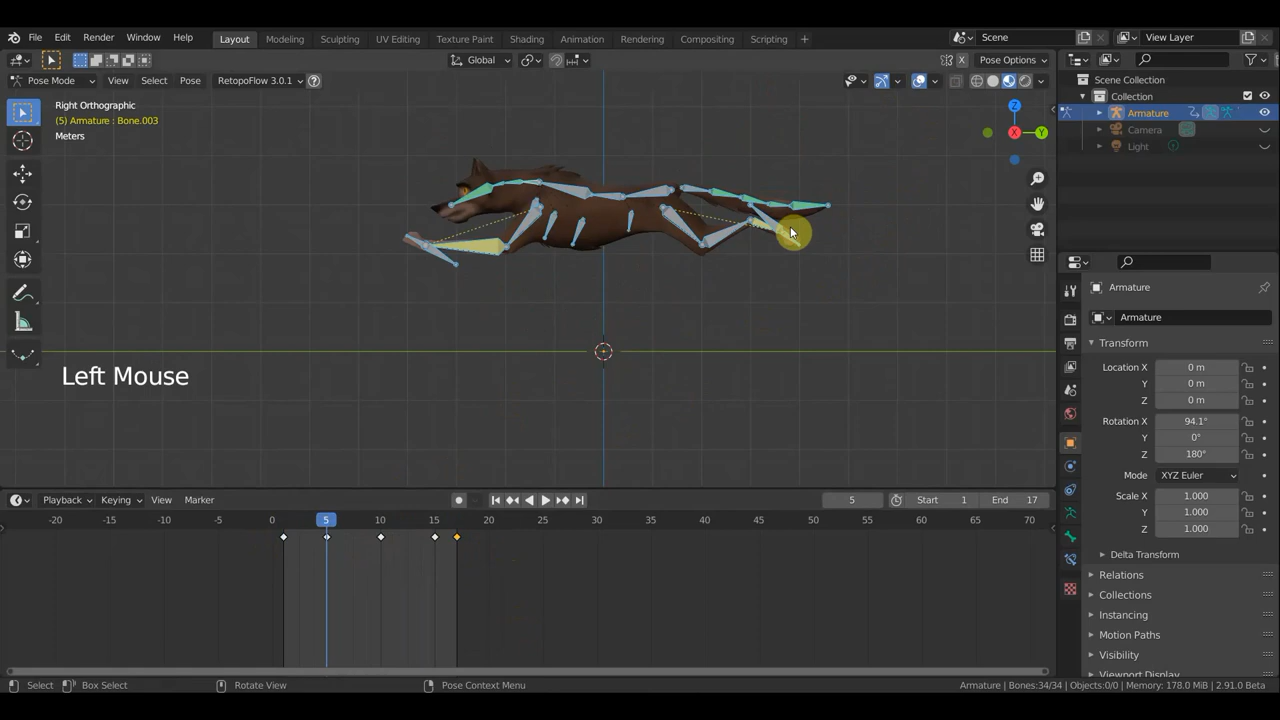 File Edit Render Window Help Layout Modeling Sculpting UV Editing Texture Paint Shading Animation Rendering Compositing Scripting + Scene View Layer
Global Pose Options
Pose Mode View Select Pose RetopoFlow 3.0.1 ?
Scene Collection
Collection
Armature
Camera
Light
Right Orthographic
(5) Armature : Bone.003
Meters
Z
X
Y
Left Mouse
Armature
Armature
Transform
Location X 0 m
Y 0 m
Z 0 m
Rotation X 94.1°
Y 0°
Z 180°
Mode XYZ Euler
Scale X 1.000
Y 1.000
Z 1.000
Delta Transform
Relations
Collections
Instancing
Motion Paths
Visibility
Viewport Display
Playback Keying View Marker 5 Start 1 End 17
-20 -15 -10 -5 0 5 10 15 20 25 30 35 40 45 50 55 60 65 70
Select Box Select Rotate View Pose Context Menu Armature | Bones:34/34 | Objects:0/0 | Memory: 178.0 MiB | 2.91.0 Beta